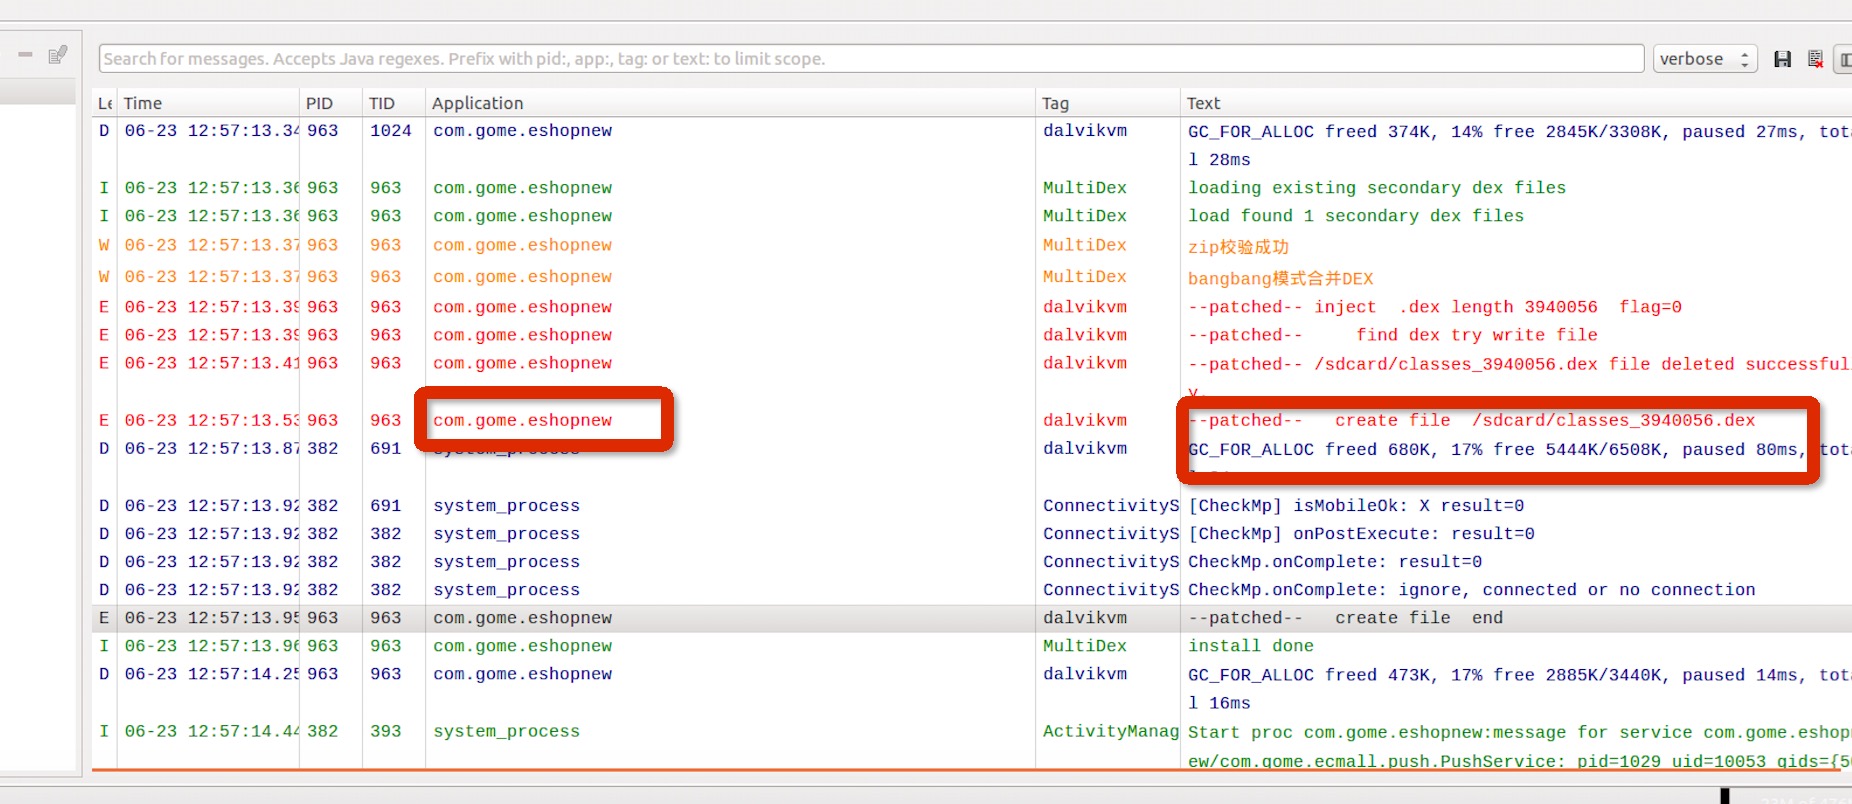 Search for messages. Accepts Java regexes. Prefix with pid:, app:, tag: or text: to limit scope.
verbose
Le Time PID TID Application Tag Text
D 06-23 12:57:13.34 963 1024 com.gome.eshopnew dalvikvm GC_FOR_ALLOC freed 374K, 14% free 2845K/3308K, paused 27ms, tota
l 28ms
I 06-23 12:57:13.36 963 963 com.gome.eshopnew MultiDex loading existing secondary dex files
I 06-23 12:57:13.36 963 963 com.gome.eshopnew MultiDex load found 1 secondary dex files
W 06-23 12:57:13.37 963 963 com.gome.eshopnew MultiDex zip校验成功
W 06-23 12:57:13.37 963 963 com.gome.eshopnew MultiDex bangbang模式合并DEX
E 06-23 12:57:13.39 963 963 com.gome.eshopnew dalvikvm --patched-- inject .dex length 3940056 flag=0
E 06-23 12:57:13.39 963 963 com.gome.eshopnew dalvikvm --patched-- find dex try write file
E 06-23 12:57:13.41 963 963 com.gome.eshopnew dalvikvm --patched-- /sdcard/classes_3940056.dex file deleted successfull
y.
E 06-23 12:57:13.53 963 963 com.gome.eshopnew dalvikvm --patched-- create file /sdcard/classes_3940056.dex
D 06-23 12:57:13.87 382 691 system_process dalvikvm GC_FOR_ALLOC freed 680K, 17% free 5444K/6508K, paused 80ms, tota
D 06-23 12:57:13.92 382 691 system_process ConnectivityS [CheckMp] isMobileOk: X result=0
D 06-23 12:57:13.92 382 382 system_process ConnectivityS [CheckMp] onPostExecute: result=0
D 06-23 12:57:13.92 382 382 system_process ConnectivityS CheckMp.onComplete: result=0
D 06-23 12:57:13.92 382 382 system_process ConnectivityS CheckMp.onComplete: ignore, connected or no connection
E 06-23 12:57:13.95 963 963 com.gome.eshopnew dalvikvm --patched-- create file end
I 06-23 12:57:13.96 963 963 com.gome.eshopnew MultiDex install done
D 06-23 12:57:14.25 963 963 com.gome.eshopnew dalvikvm GC_FOR_ALLOC freed 473K, 17% free 2885K/3440K, paused 14ms, tota
l 16ms
I 06-23 12:57:14.44 382 393 system_process ActivityManag Start proc com.gome.eshopnew:message for service com.gome.eshopn
ew/com.gome.ecmall.push.PushService: pid=1029 uid=10053 gids={50